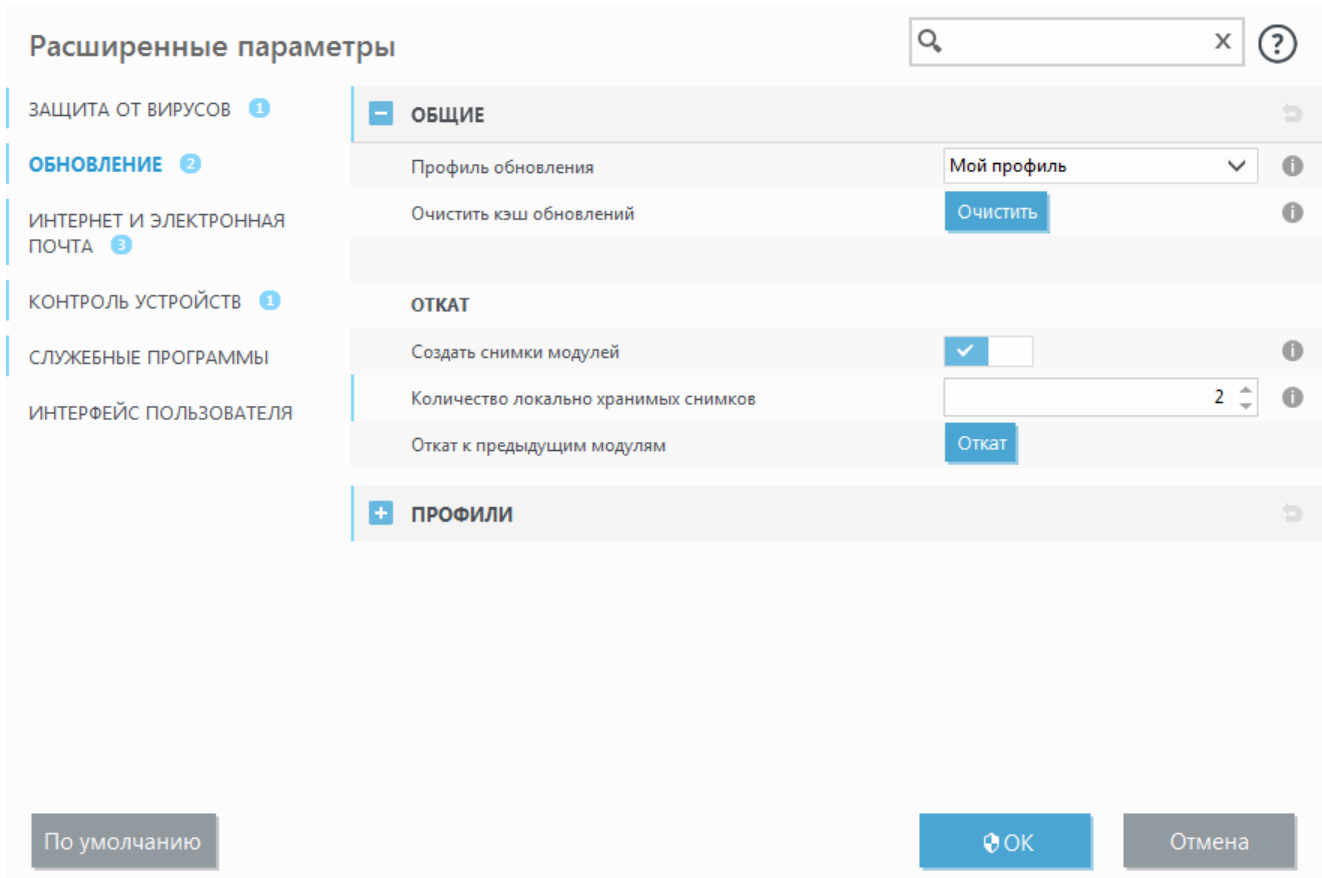 Расширенные параметры
x
?
ЗАЩИТА ОТ ВИРУСОВ 1
ОБНОВЛЕНИЕ 2
ИНТЕРНЕТ И ЭЛЕКТРОННАЯ
ПОЧТА 3
КОНТРОЛЬ УСТРОЙСТВ 1
СЛУЖЕБНЫЕ ПРОГРАММЫ
ИНТЕРФЕЙС ПОЛЬЗОВАТЕЛЯ
ОБЩИЕ
Профиль обновления
Мой профиль
Очистить кэш обновлений
Очистить
ОТКАТ
Создать снимки модулей
Количество локально хранимых снимков
2
Откат к предыдущим модулям
Откат
ПРОФИЛИ
По умолчанию
OK
Отмена